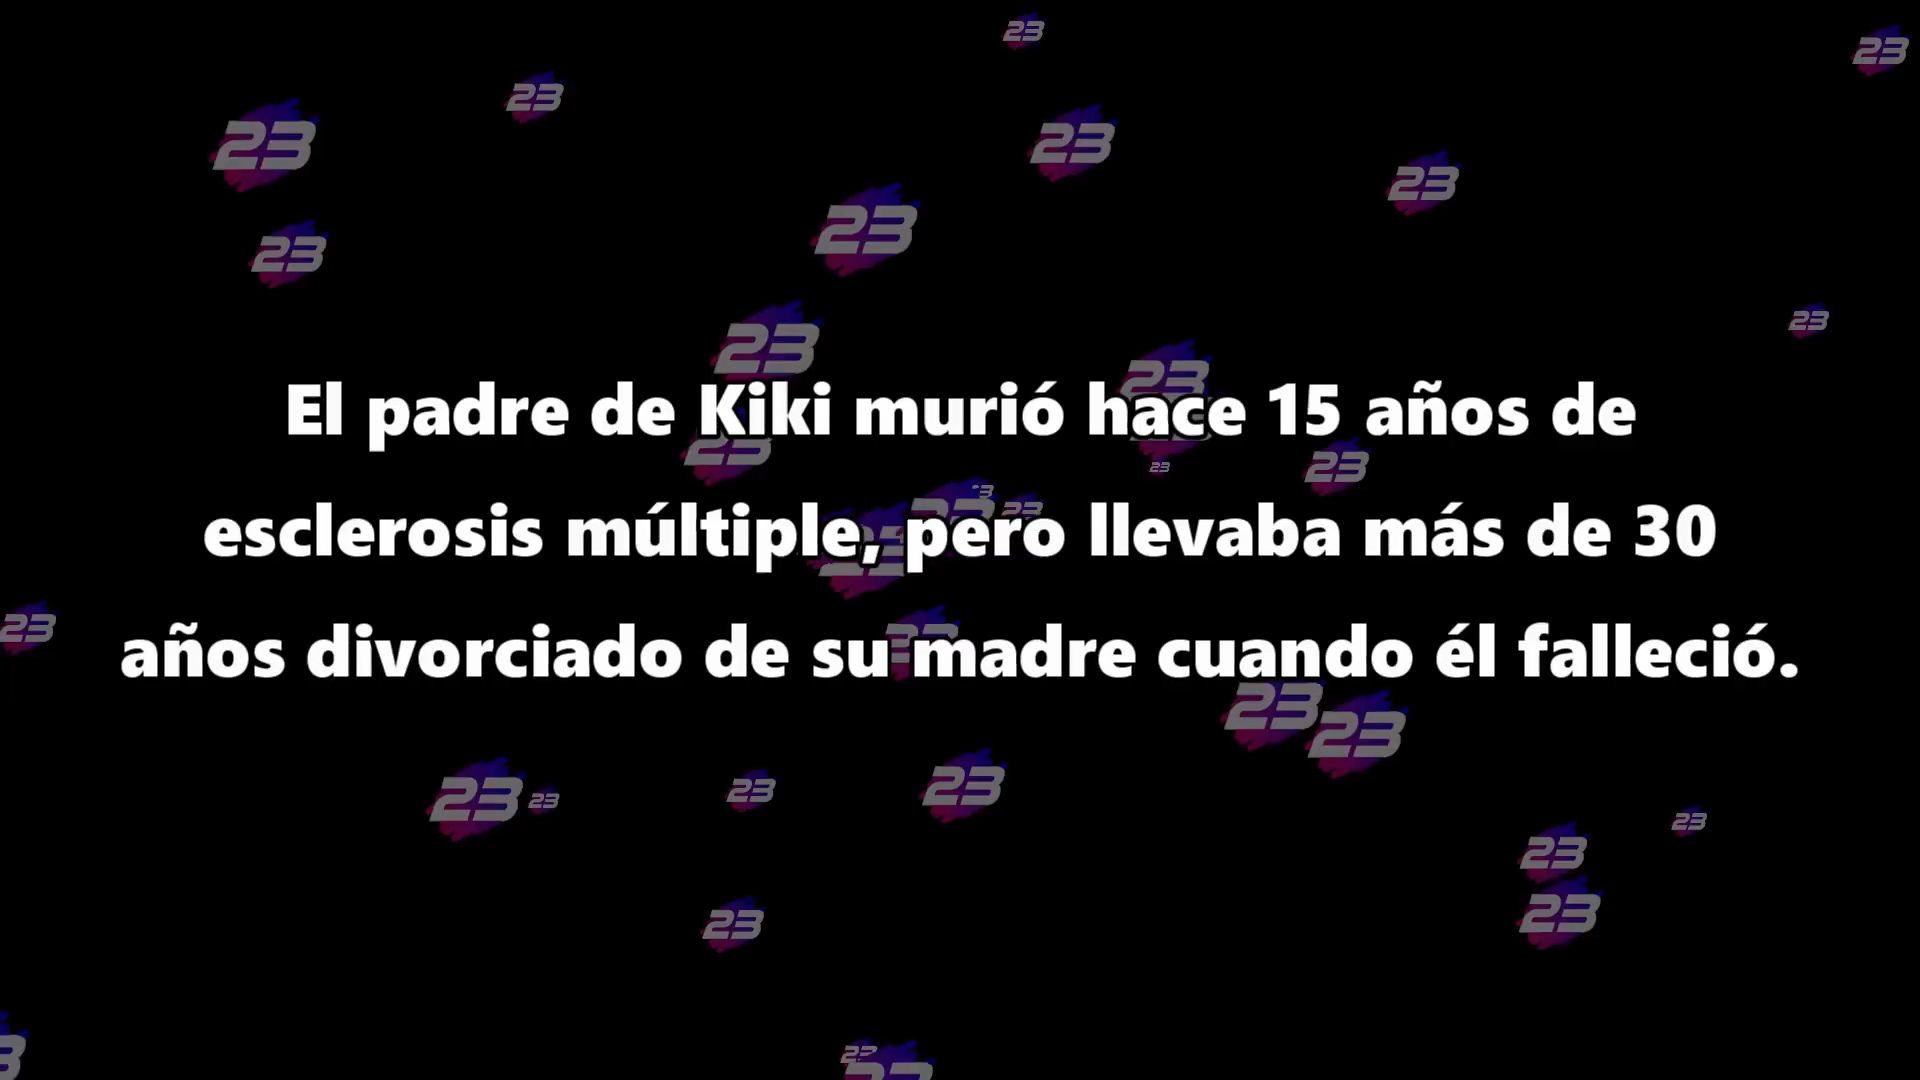 El padre de Kiki murió hace 15 años de
esclerosis múltiple, pero llevaba más de 30
años divorciado de su madre cuando él falleció.